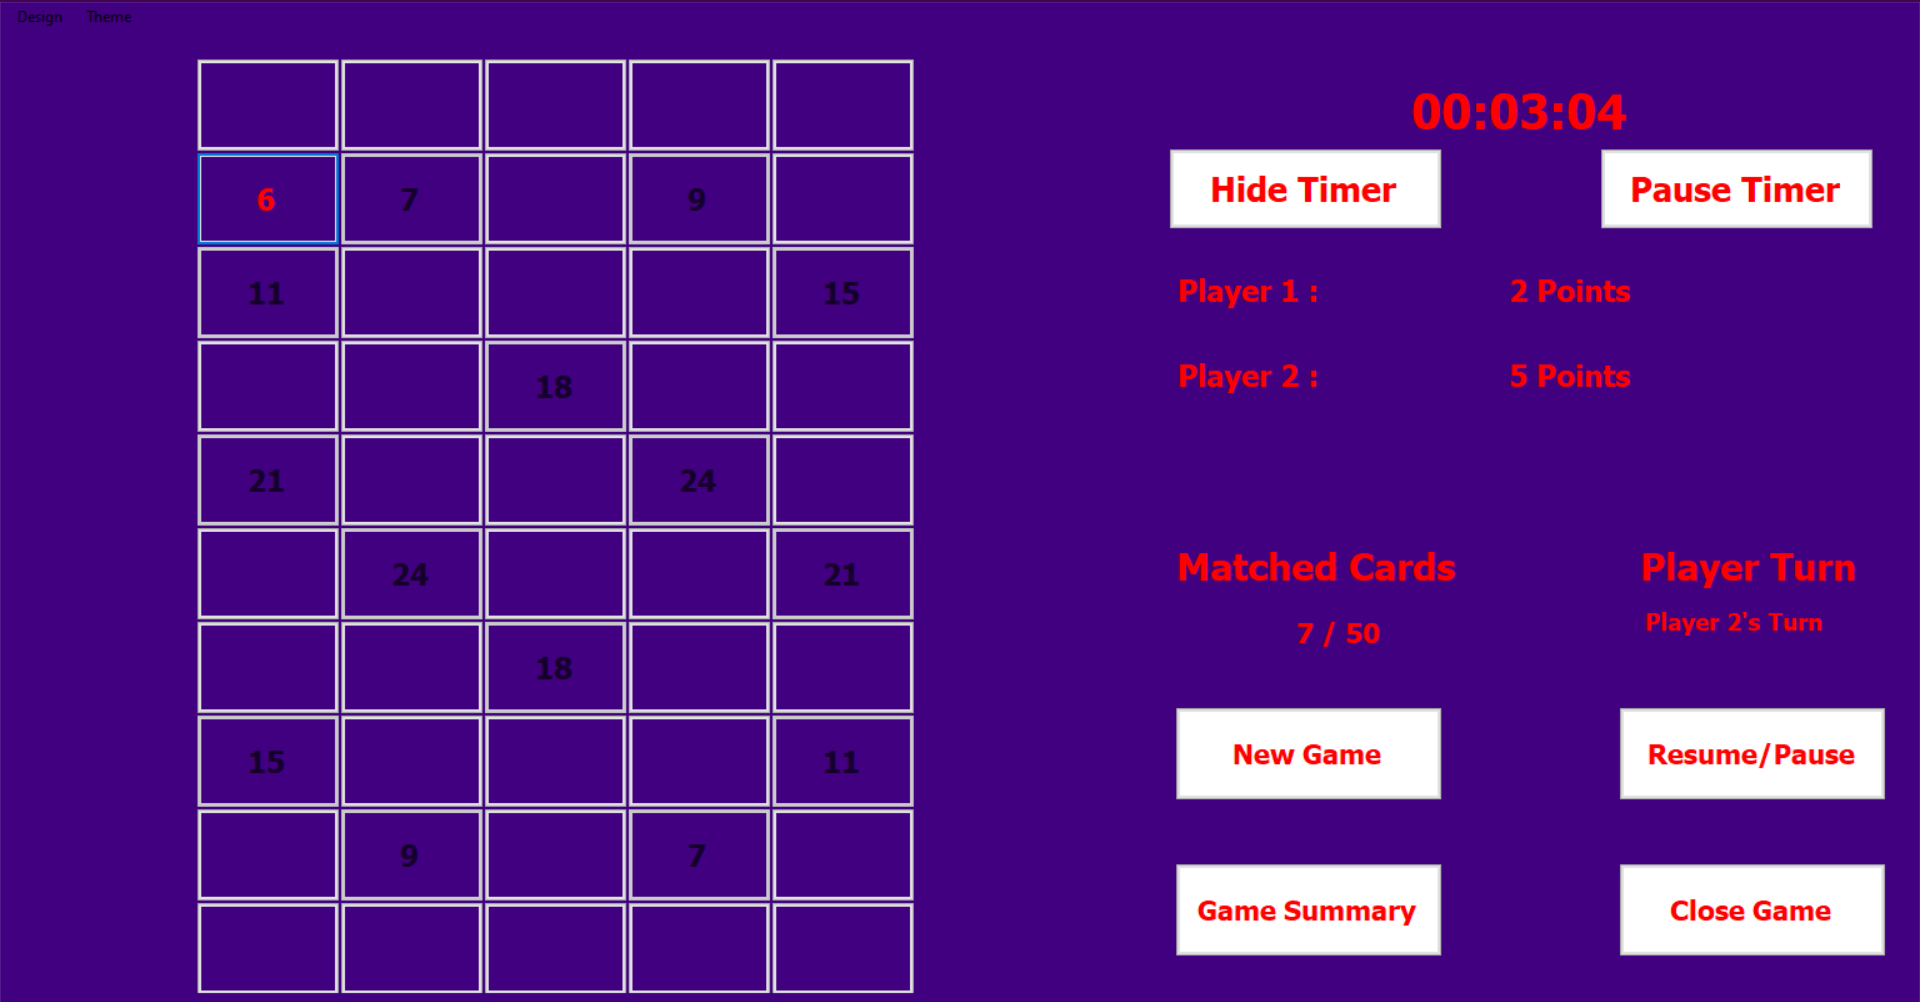 Design Theme
00:03:04
Hide Timer Pause Timer
6 7 9
11 15
Player 1 : 2 Points
Player 2 : 5 Points
18
21 24
24 21
Matched Cards Player Turn
7 / 50 Player 2's Turn
18
15 11
New Game Resume/Pause
9 7
Game Summary Close Game